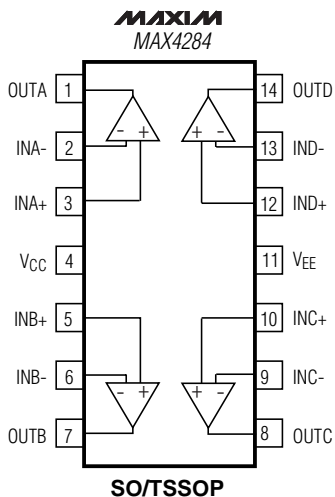 MAXIM
MAX4284
OUTA 1 14 OUTD
INA- 2 - + + - 13 IND-
INA+ 3 12 IND+
VCC 4 11 VEE
INB+ 5 10 INC+
INB- 6 - + + - 9 INC-
OUTB 7 8 OUTC
SO/TSSOP